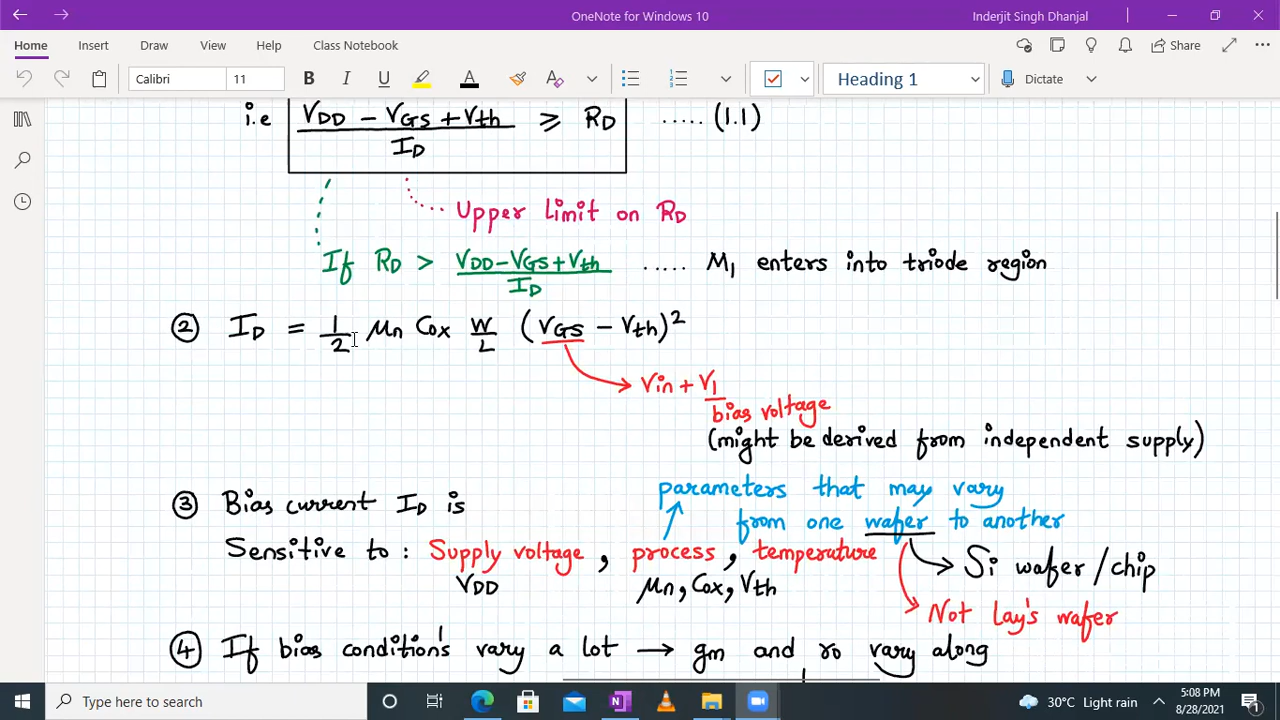 OneNote for Windows 10
Inderjit Singh Dhanjal
Home Insert Draw View Help Class Notebook
Share
Calibri 11 B I U A Heading 1 Dictate
i.e (VDD - VGS + Vth) / ID ≥ RD ..... (1.1)
Upper limit on RD
If RD > (VDD-VGS+Vth) / ID ..... M1 enters into triode region
② ID = 1/2 μn Cox W/L (VGS - Vth)²
Vin + V1
bias voltage
(might be derived from independent supply)
③ Bias current ID is
parameters that may vary
from one wafer to another
Sensitive to : Supply voltage, process, temperature
Si wafer/chip
VDD
μn, Cox, Vth
Not lay's wafer
④ If bias condition's vary a lot → gm and ro vary along
Type here to search
30°C Light rain
5:08 PM
8/28/2021
1